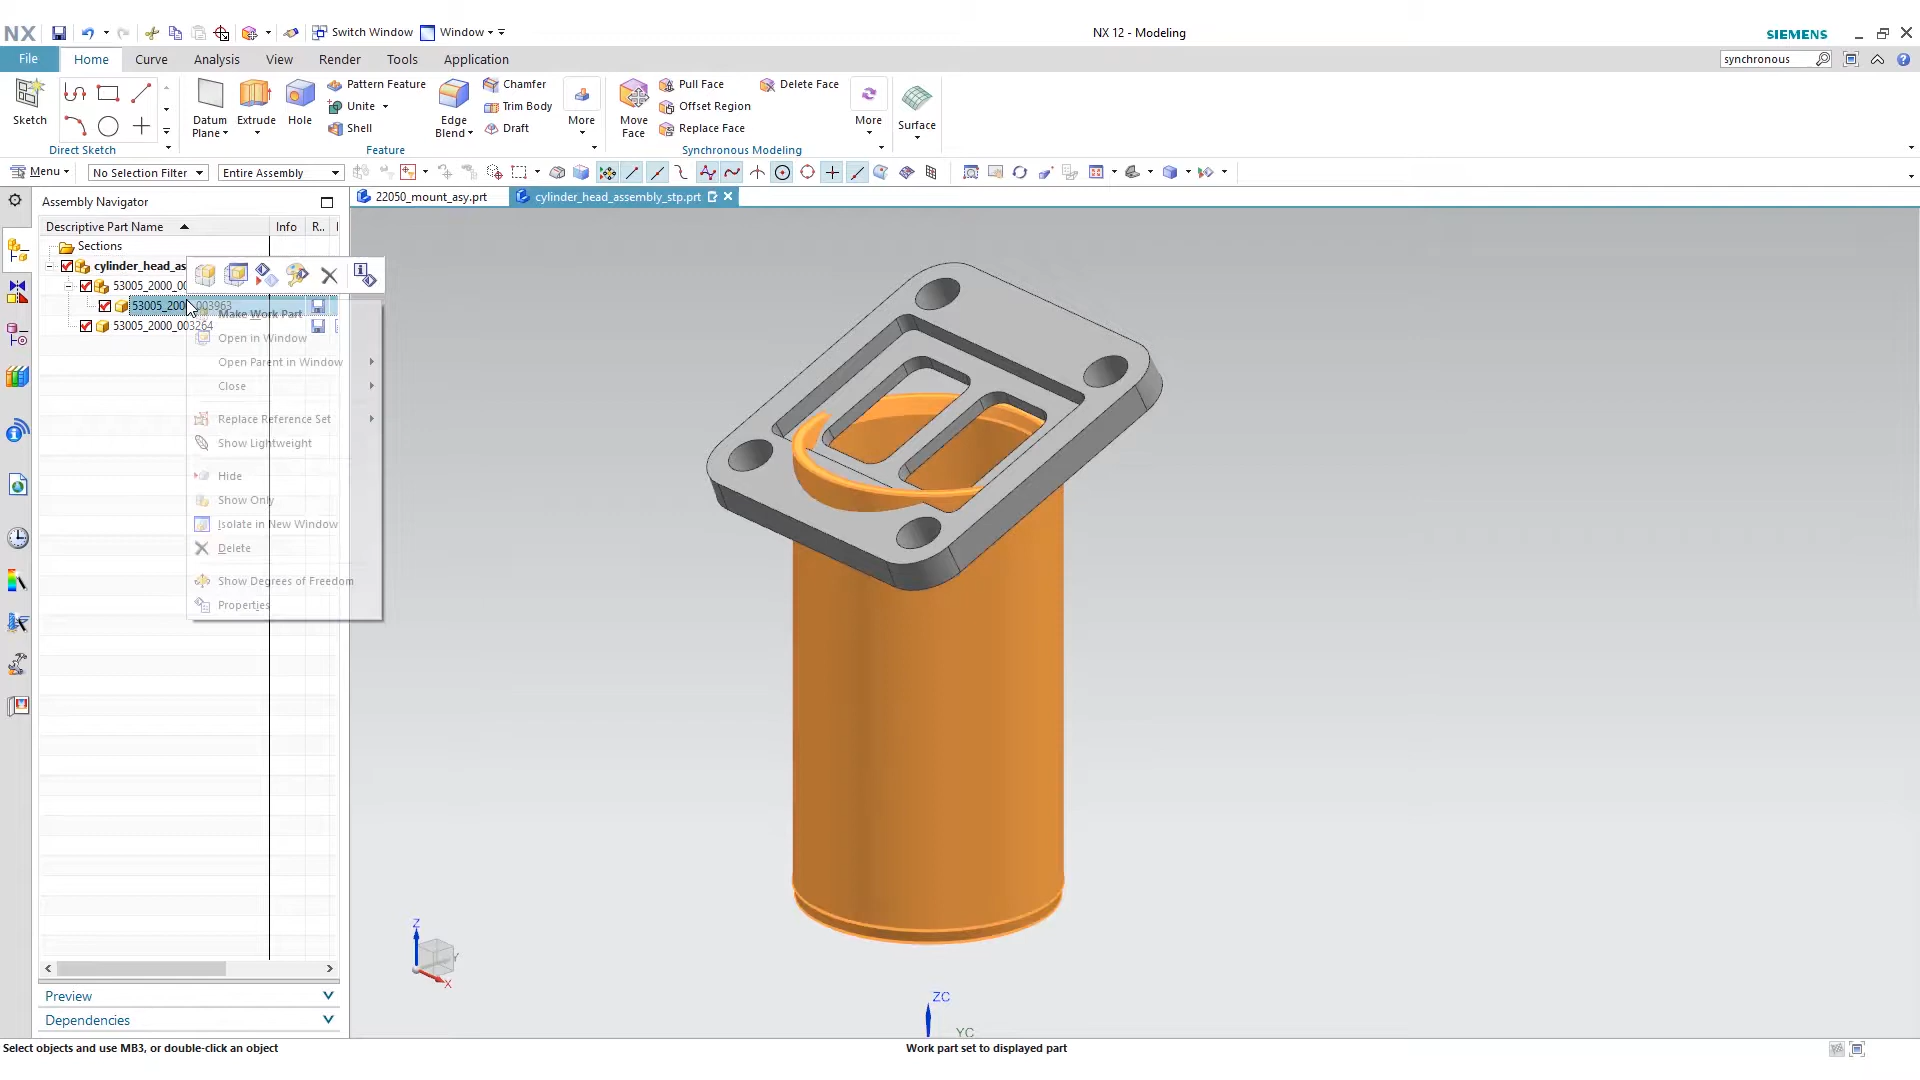 NX
Switch Window
Window
NX 12 - Modeling
SIEMENS
File
Home
Curve
Analysis
View
Render
Tools
Application
synchronous
Sketch
Direct Sketch
Datum
Plane
Extrude
Hole
Pattern Feature
Unite
Shell
Edge
Blend
Chamfer
Trim Body
Draft
More
Feature
Move
Face
Pull Face
Offset Region
Replace Face
Delete Face
More
Synchronous Modeling
Surface
Menu
No Selection Filter
Entire Assembly
Assembly Navigator
22050_mount_asy.prt
cylinder_head_assembly_stp.prt
Descriptive Part Name
Info
R..
Sections
cylinder_head_as
53005_2000_00
53005_200 003963
53005_2000_003264
Make Work Part
Open in Window
Open Parent in Window
Close
Replace Reference Set
Show Lightweight
Hide
Show Only
Isolate in New Window
Delete
Show Degrees of Freedom
Properties
Z
Y
X
ZC
YC
Preview
Dependencies
Select objects and use MB3, or double-click an object
Work part set to displayed part